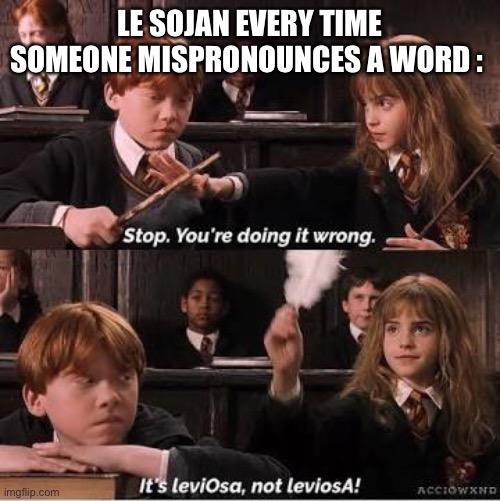 LE SOJAN EVERY TIME
SOMEONE MISPRONOUNCES A WORD :
Stop. You're doing it wrong.
It's leviOsa, not leviosA!
ACCIOWXND
imgflip.com